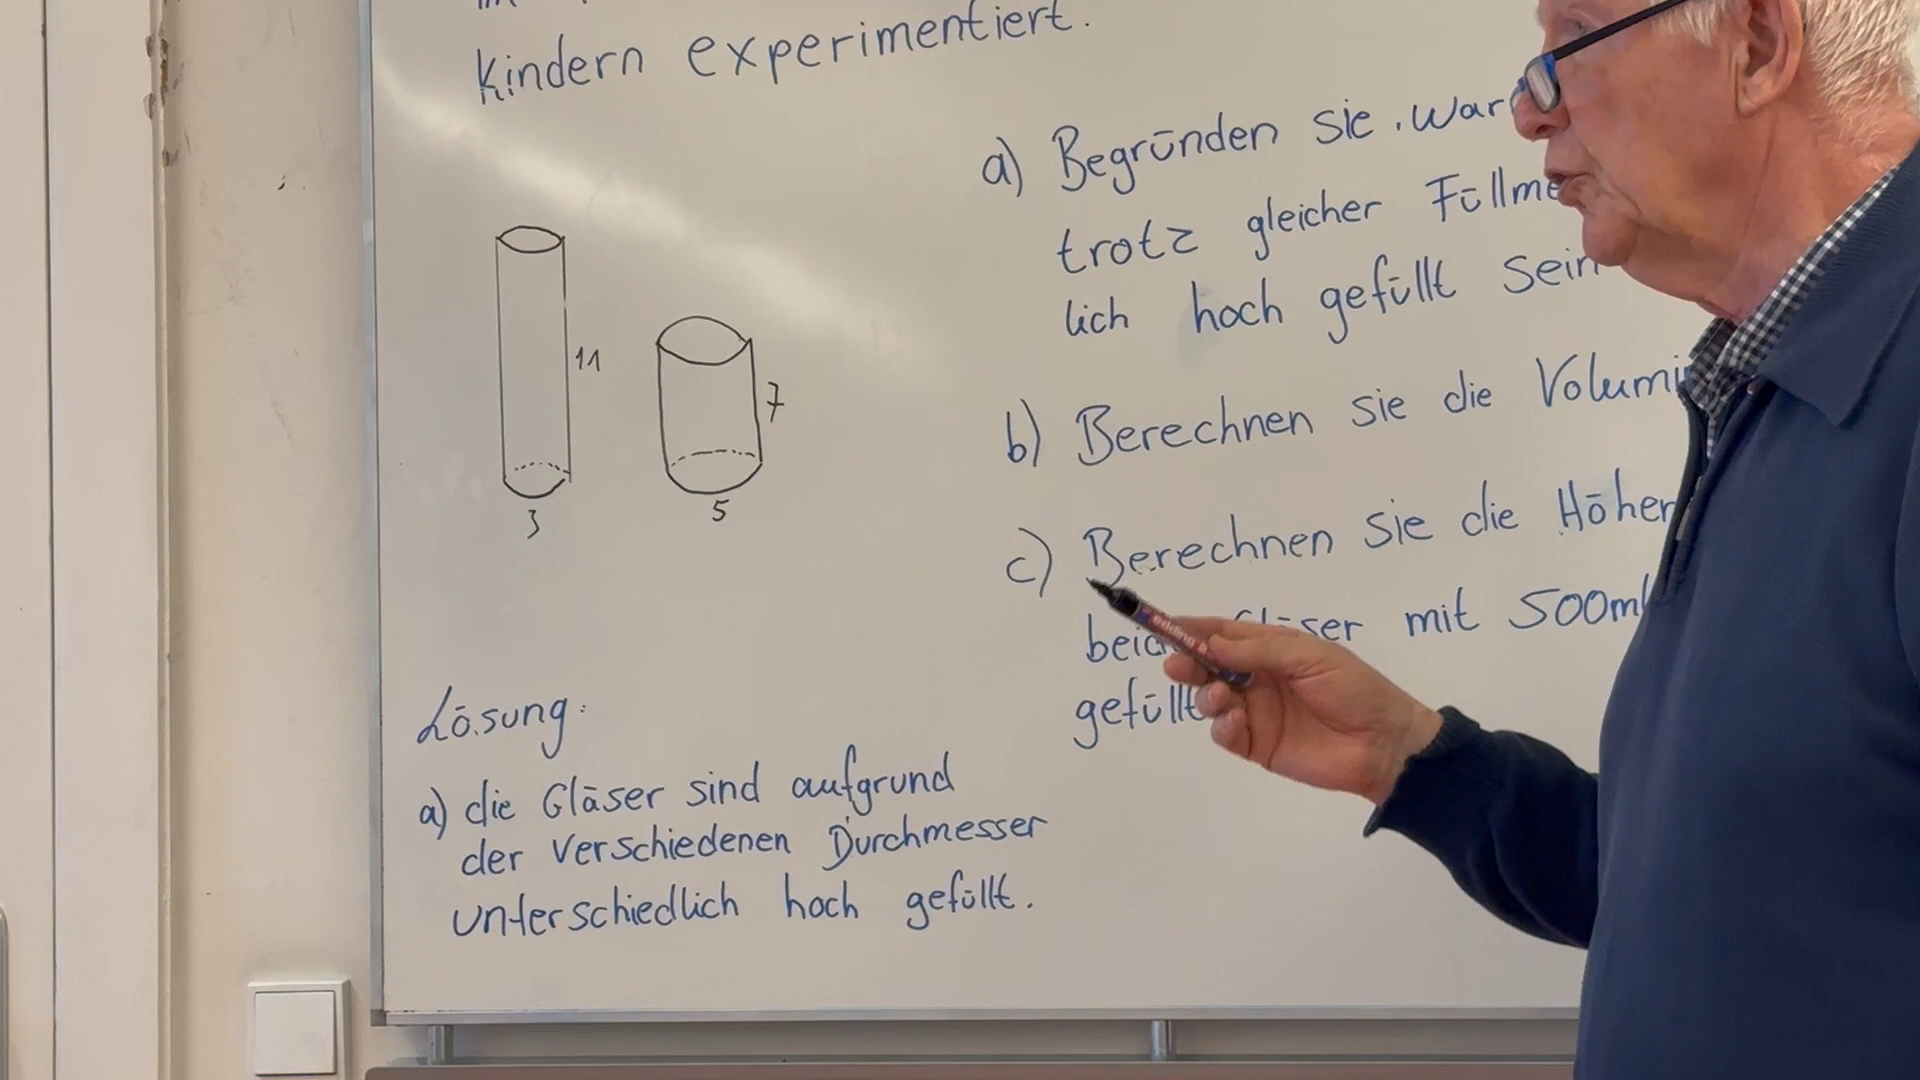 Kindern experimentiert.
11
7
3
5
a) Begründen sie, war
trotz gleicher Füllme
lich hoch gefüllt sein
b) Berechnen sie die Volumi
c) Berechnen sie die Höhen
mit 500ml
gefüllt
edding
Lösung:
a) die Gläser sind aufgrund
der verschiedenen Durchmesser
unterschiedlich hoch gefüllt.